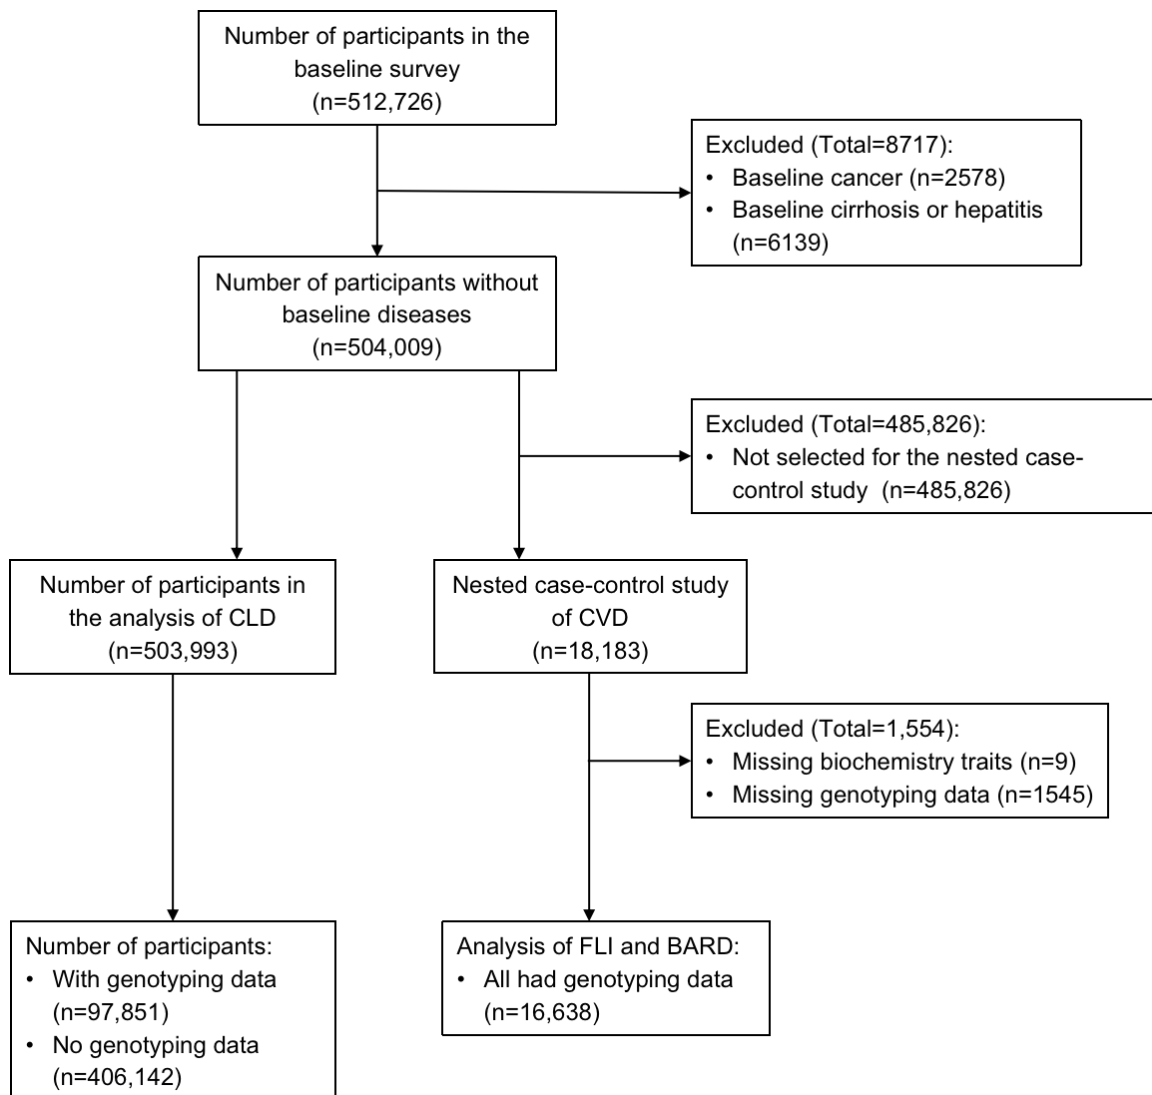 Number of participants in the
baseline survey
(n=512,726)
Excluded (Total=8717):
• Baseline cancer (n=2578)
• Baseline cirrhosis or hepatitis
(n=6139)
Number of participants without
baseline diseases
(n=504,009)
Excluded (Total=485,826):
• Not selected for the nested case-
control study (n=485,826)
Number of participants in
the analysis of CLD
(n=503,993)
Nested case-control study
of CVD
(n=18,183)
Excluded (Total=1,554):
• Missing biochemistry traits (n=9)
• Missing genotyping data (n=1545)
Number of participants:
• With genotyping data
(n=97,851)
• No genotyping data
(n=406,142)
Analysis of FLI and BARD:
• All had genotyping data
(n=16,638)